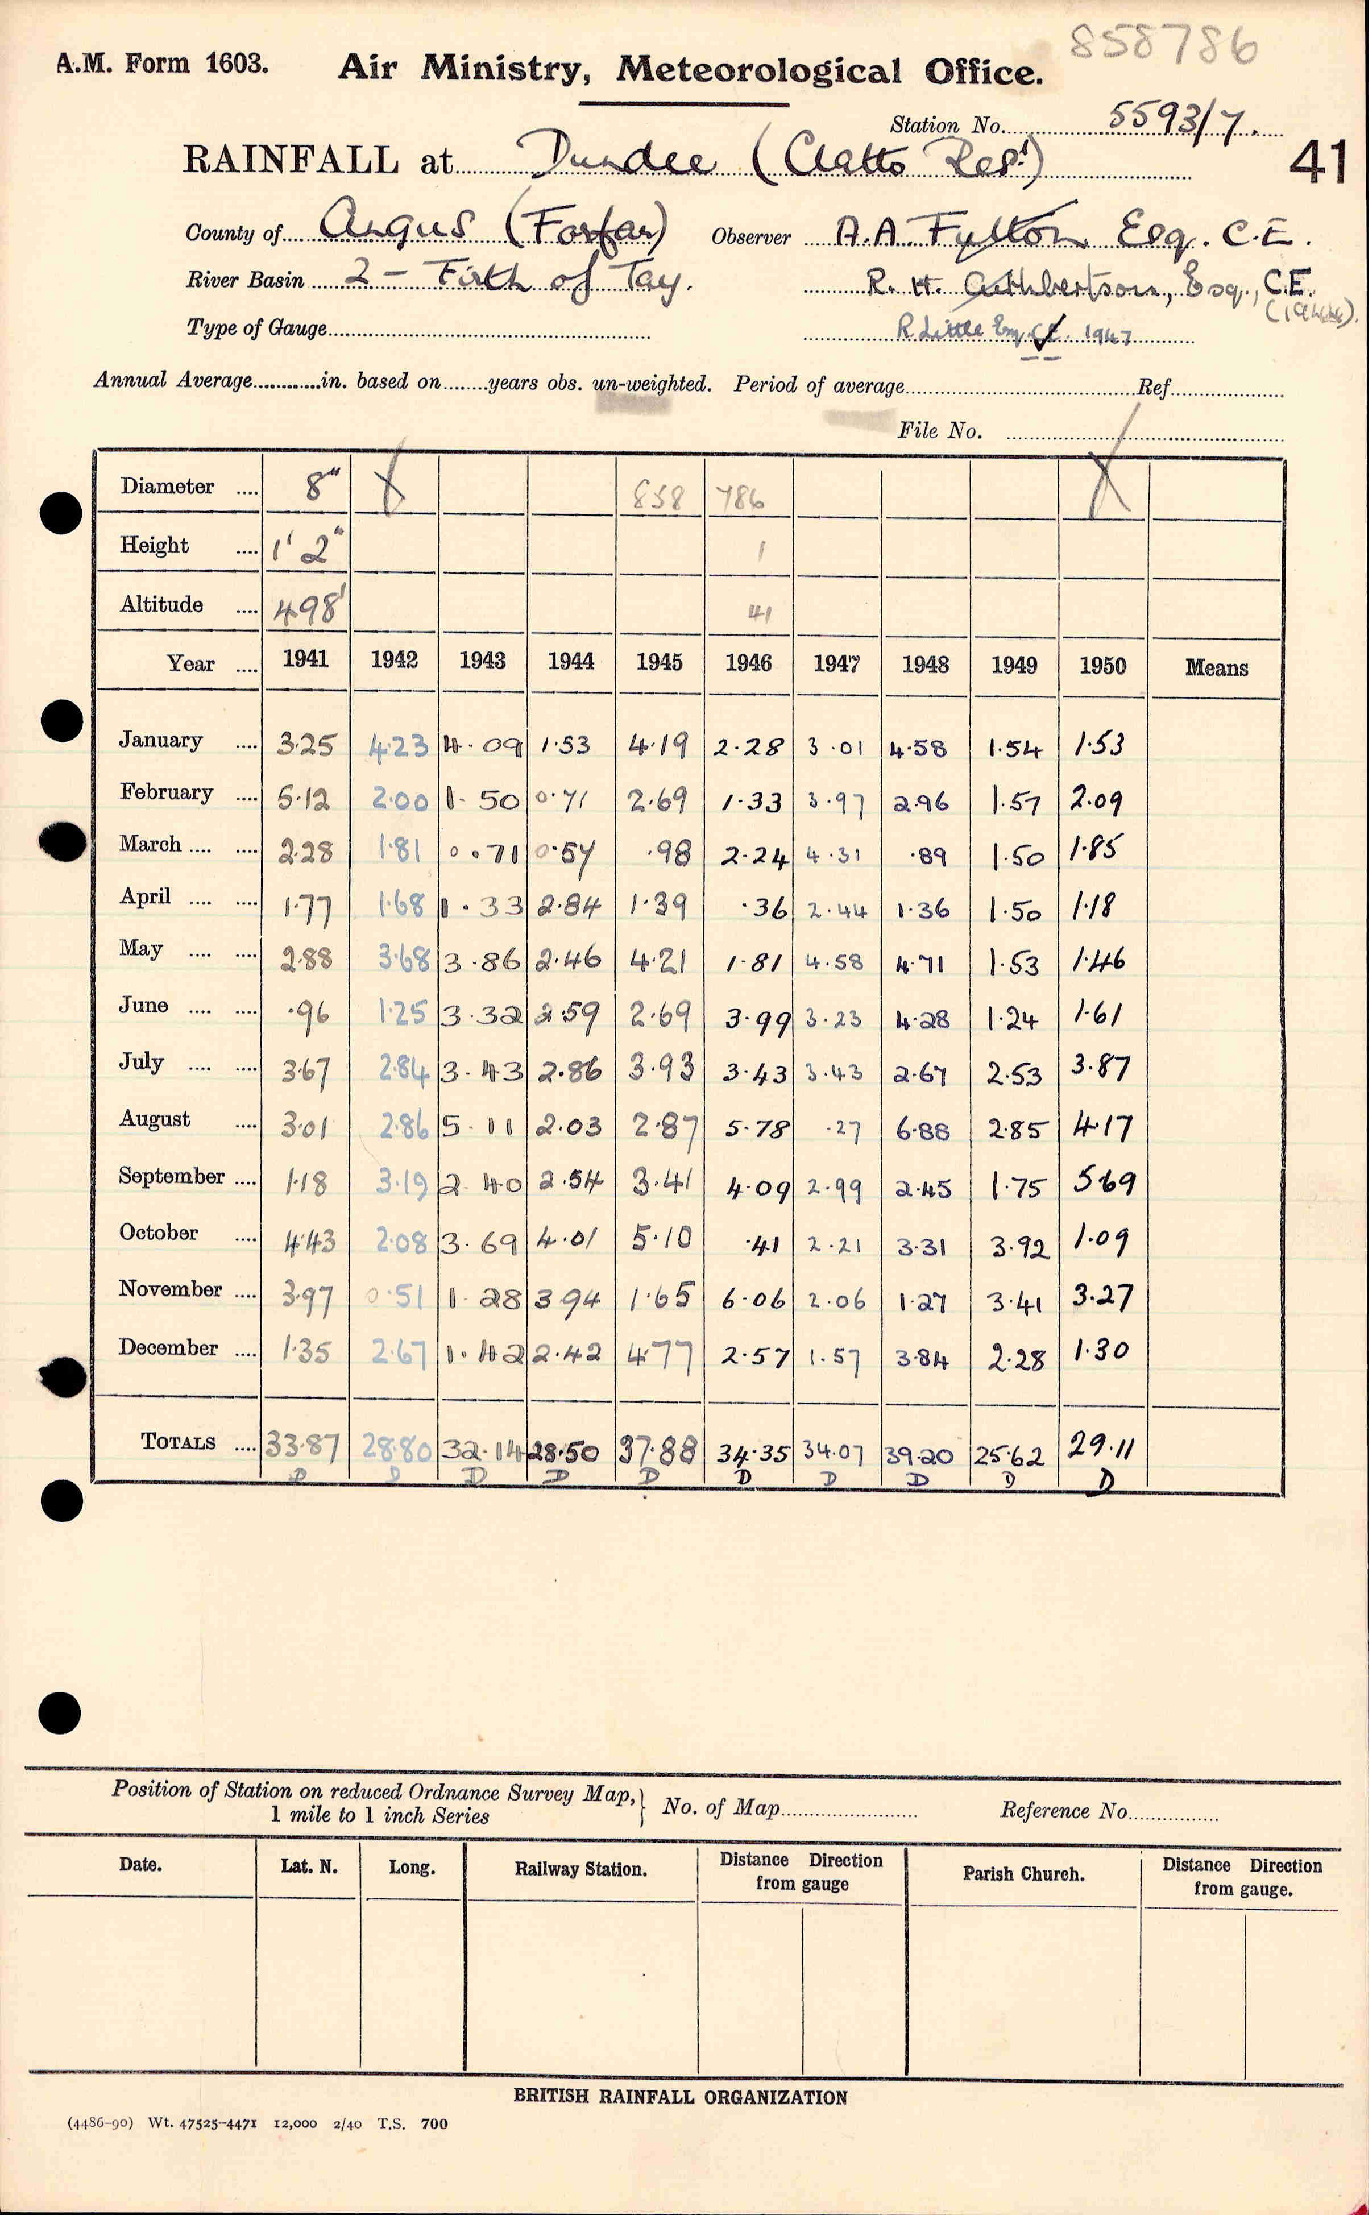 858786
A.M. Form 1603. Air Ministry, Meteorological Office.
Station No. 5593/7.
RAINFALL at Dundee (Clatto Resr) 41
County of Angus (Forfar) Observer A.A. Fulton Esq. C.E.
River Basin 2 - Firth of Tay. R. H. Cuthbertson, Esq., C.E.
(1944).
Type of Gauge R Little Esq. C.E. 1947
Annual Average in. based on years obs. un-weighted. Period of average Ref.
File No.
Diameter 8" 858 786
Height 1' 2" 1
Altitude 498' 41
Year 1941 1942 1943 1944 1945 1946 1947 1948 1949 1950 Means
January 3.25 4.23 4.09 1.53 4.19 2.28 3.01 4.58 1.54 1.53
February 5.12 2.00 1.50 0.71 2.69 1.33 3.97 2.96 1.57 2.09
March 2.28 1.81 0.71 0.57 .98 2.24 4.31 .89 1.50 1.85
April 1.77 1.68 1.33 2.84 1.39 .36 2.44 1.36 1.50 1.18
May 2.88 3.68 3.86 2.46 4.21 1.81 4.58 4.71 1.53 1.46
June .96 1.25 3.32 2.59 2.69 3.99 3.23 4.28 1.24 1.61
July 3.67 2.84 3.43 2.86 3.93 3.43 3.43 2.67 2.53 3.87
August 3.01 2.86 5.11 2.03 2.87 5.78 .27 6.88 2.85 4.17
September 1.18 3.19 2.40 2.54 3.41 4.09 2.99 2.45 1.75 5.69
October 4.43 2.08 3.69 4.01 5.10 .41 2.21 3.31 3.92 1.09
November 3.97 0.51 1.28 3.94 1.65 6.06 2.06 1.27 3.41 3.27
December 1.35 2.67 1.42 2.42 4.77 2.57 1.57 3.84 2.28 1.30
TOTALS 33.87 28.80 32.14 28.50 37.88 34.35 34.07 39.20 25.62 29.11
D D D D D D D D D D
Position of Station on reduced Ordnance Survey Map,} No. of Map Reference No.
1 mile to 1 inch Series
Date. Lat. N. Long. Railway Station. Distance Direction from gauge Parish Church. Distance Direction from gauge.
BRITISH RAINFALL ORGANIZATION
(4486-90) Wt. 47525-4471 12,000 2/40 T.S. 700